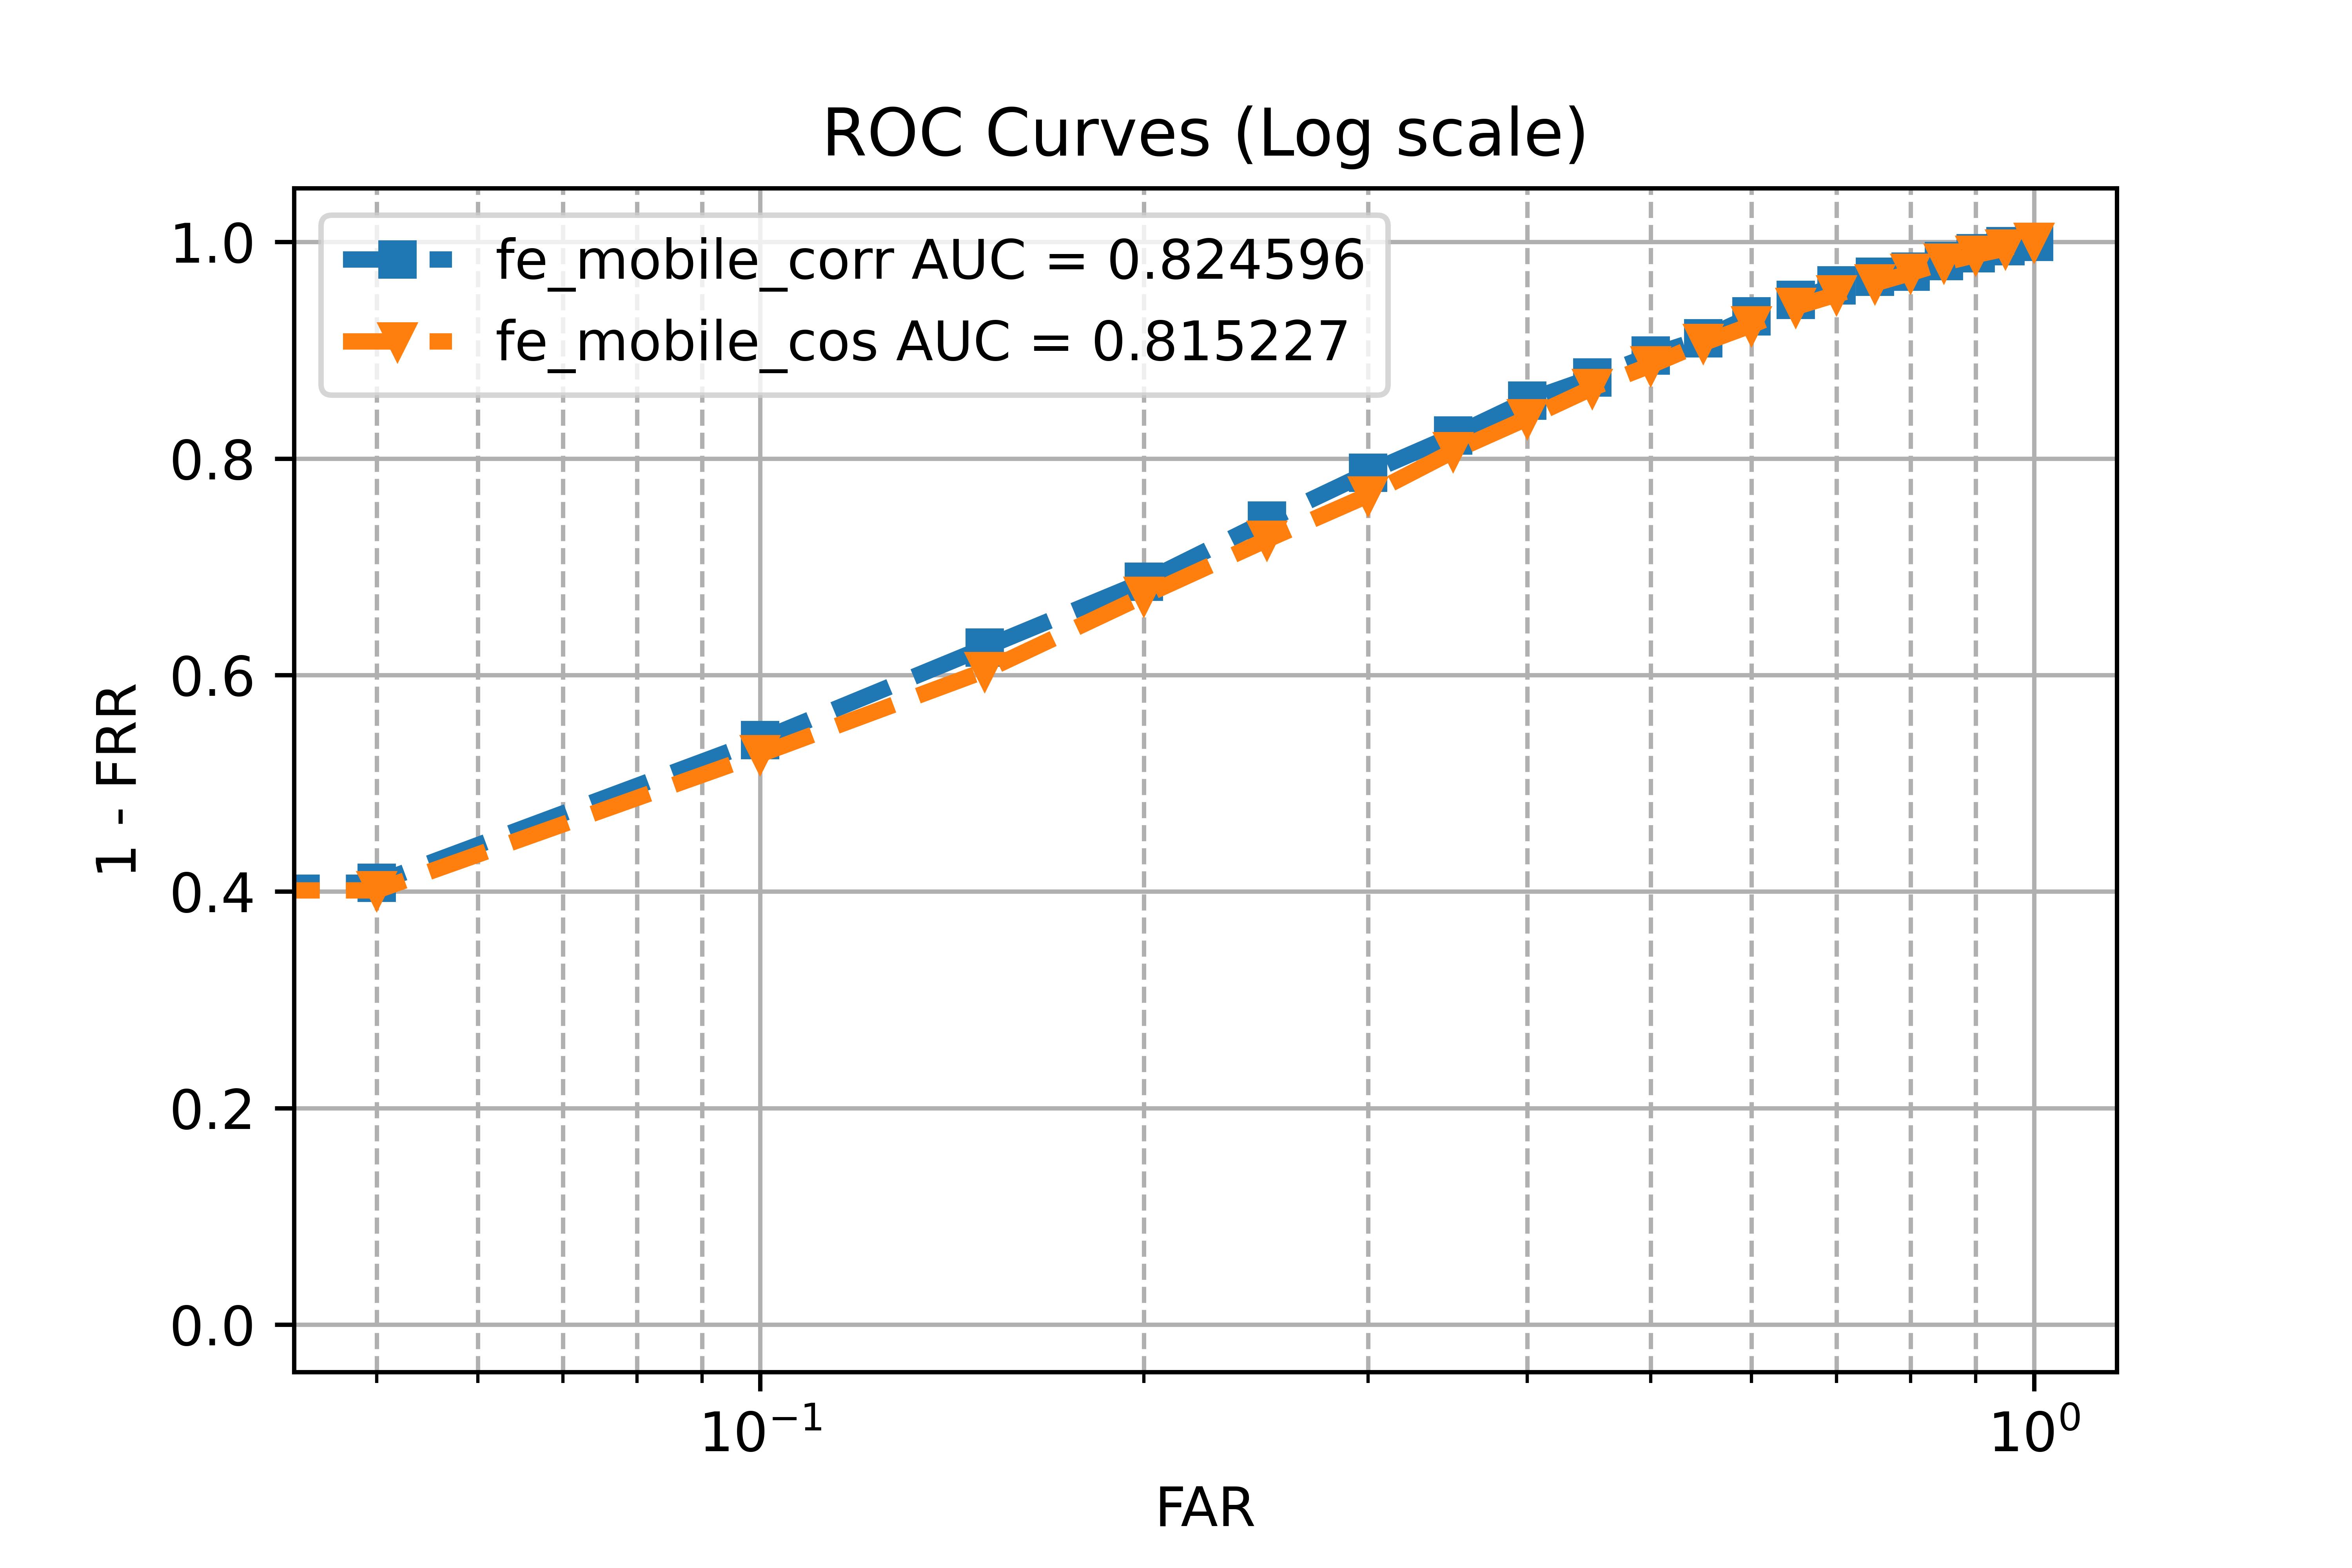 ROC Curves (Log scale)
fe_mobile_corr AUC = 0.824596
fe_mobile_cos AUC = 0.815227
1.0
0.8
0.6
0.4
0.2
0.0
1 - FRR
10⁻¹
10⁰
FAR